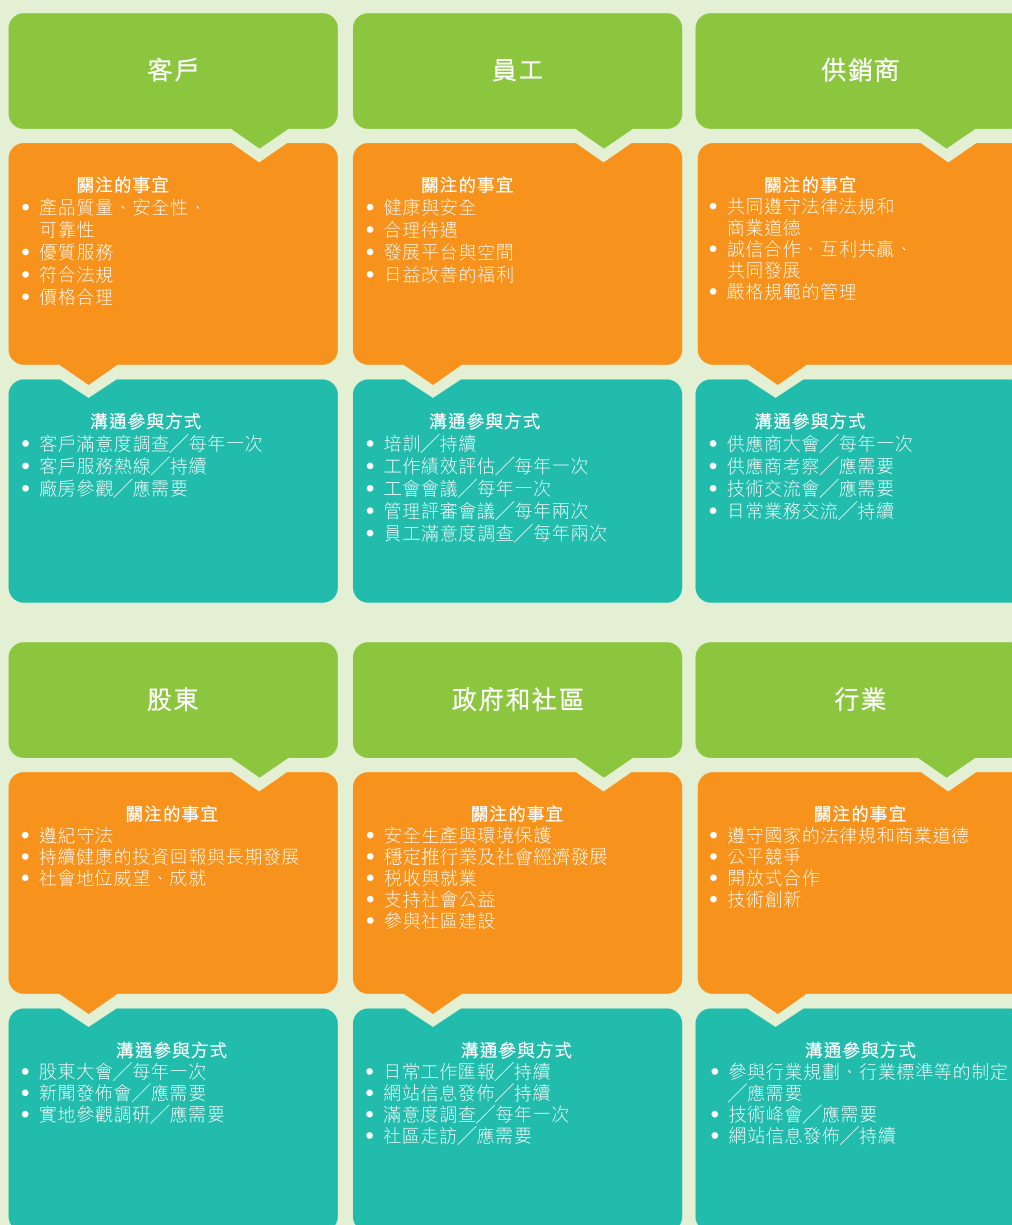 客戶
關注的事宜
• 產品質量、安全性、
可靠性
• 優質服務
• 符合法規
• 價格合理
溝通參與方式
• 客戶滿意度調查／每年一次
• 客戶服務熱線／持續
• 廠房參觀／應需要
員工
關注的事宜
• 健康與安全
• 合理待遇
• 發展平台與空間
• 日益改善的福利
溝通參與方式
• 培訓／持續
• 工作績效評估／每年一次
• 工會會議／每年一次
• 管理評審會議／每年兩次
• 員工滿意度調查／每年兩次
供銷商
關注的事宜
• 共同遵守法律法規和
商業道德
• 誠信合作、互利共贏、
共同發展
• 嚴格規範的管理
溝通參與方式
• 供應商大會／每年一次
• 供應商考察／應需要
• 技術交流會／應需要
• 日常業務交流／持續
股東
關注的事宜
• 遵紀守法
• 持續健康的投資回報與長期發展
• 社會地位威望、成就
溝通參與方式
• 股東大會／每年一次
• 新聞發佈會／應需要
• 實地參觀調研／應需要
政府和社區
關注的事宜
• 安全生產與環境保護
• 穩定推行業及社會經濟發展
• 税收與就業
• 支持社會公益
• 參與社區建設
溝通參與方式
• 日常工作匯報／持續
• 網站信息發佈／持續
• 滿意度調查／每年一次
• 社區走訪／應需要
行業
關注的事宜
• 遵守國家的法律規和商業道德
• 公平競爭
• 開放式合作
• 技術創新
溝通參與方式
• 參與行業規劃、行業標準等的制定
／應需要
• 技術峰會／應需要
• 網站信息發佈／持續